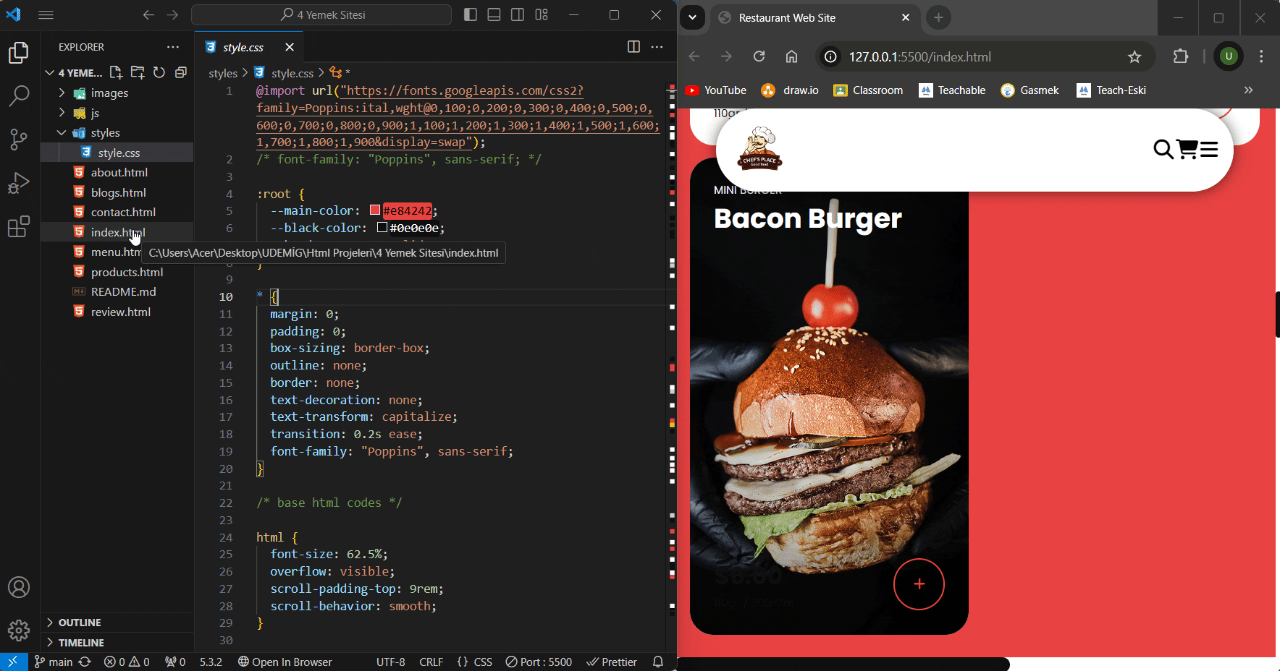 4 Yemek Sitesi
EXPLORER
4 YEME...
images
js
styles
style.css
about.html
blogs.html
contact.html
index.html
menu.htm
products.html
README.md
review.html
OUTLINE
TIMELINE
style.css
styles > style.css > *
1 @import url("https://fonts.googleapis.com/css2?
family=Poppins:ital,wght@0,100;0,200;0,300;0,400;0,500;0,
600;0,700;0,800;0,900;1,100;1,200;1,300;1,400;1,500;1,600;
1,700;1,800;1,900&display=swap");
2 /* font-family: "Poppins", sans-serif; */
3
4 :root {
5 --main-color: #e84242;
6 --black-color: #0e0e0e;
C:\Users\Acer\Desktop\UDEMİG\Html Projeleri\4 Yemek Sitesi\index.html
}
9
10 * {
11 margin: 0;
12 padding: 0;
13 box-sizing: border-box;
14 outline: none;
15 border: none;
16 text-decoration: none;
17 text-transform: capitalize;
18 transition: 0.2s ease;
19 font-family: "Poppins", sans-serif;
20 }
21
22 /* base html codes */
23
24 html {
25 font-size: 62.5%;
26 overflow: visible;
27 scroll-padding-top: 9rem;
28 scroll-behavior: smooth;
29 }
30
main 0 0 0 5.3.2 Open In Browser UTF-8 CRLF {} CSS Port : 5500 Prettier
Restaurant Web Site
127.0.0.1:5500/index.html
YouTube draw.io Classroom Teachable Gasmek Teach-Eski
CHEF'S PLACE
MINI BURGER
Bacon Burger
+